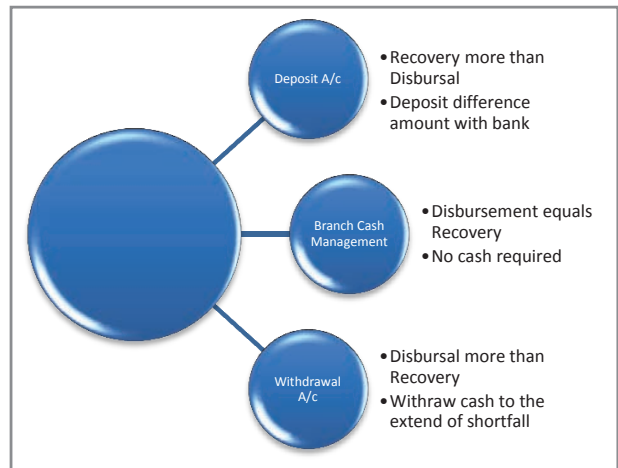 Deposit A/c
•Recovery more than
Disbursal
•Deposit difference
amount with bank
Branch Cash
Management
•Disbursement equals
Recovery
•No cash required
Withdrawal
A/c
•Disbursal more than
Recovery
•Withraw cash to the
extend of shortfall